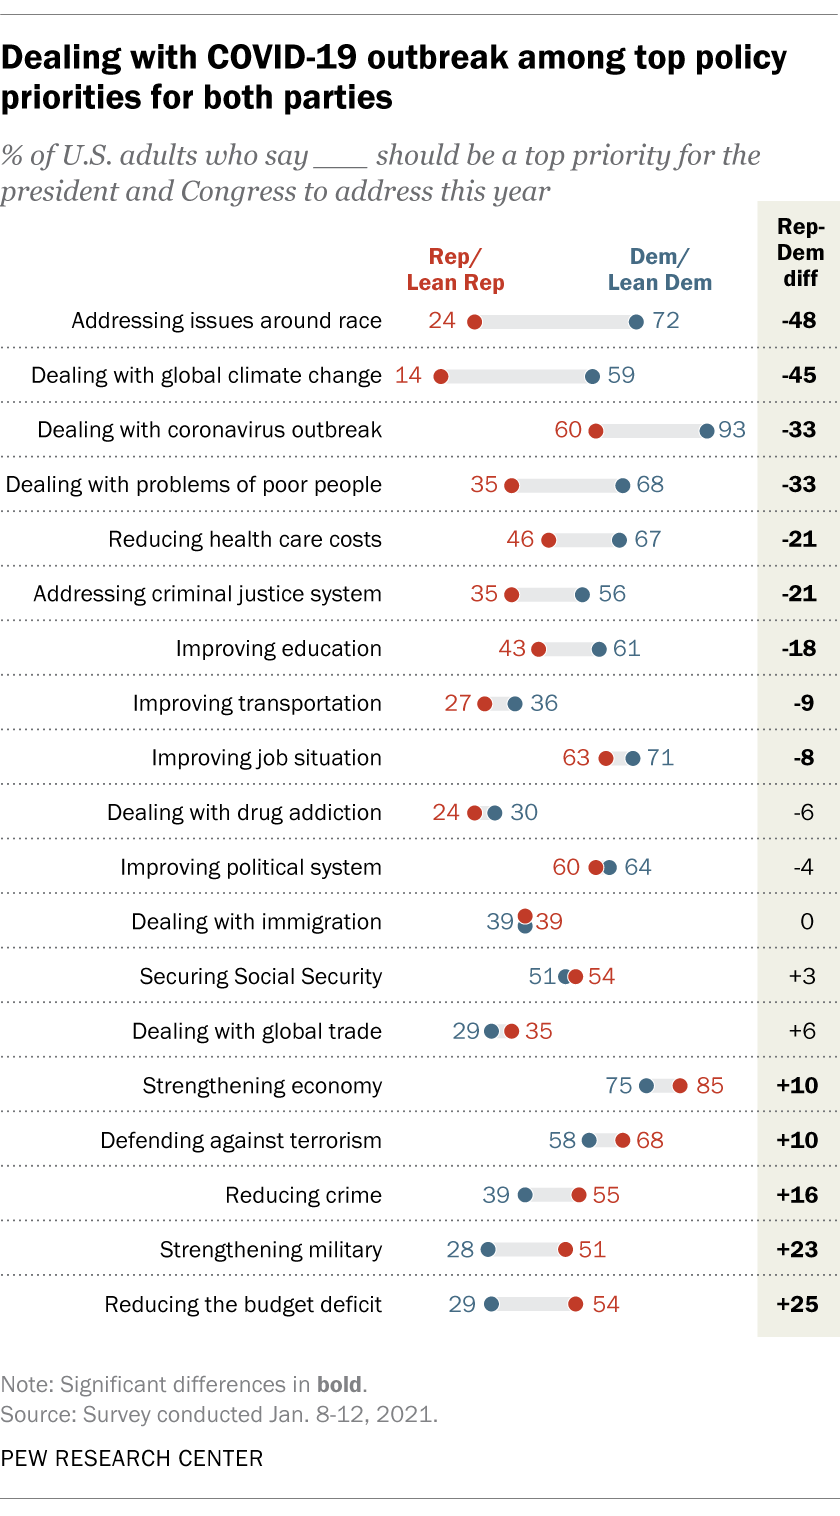 Dealing with COVID-19 outbreak among top policy
priorities for both parties
% of U.S. adults who say ___ should be a top priority for the
president and Congress to address this year
Rep/
Lean Rep
Dem/
Lean Dem
Rep-
Dem
diff
Addressing issues around race 24 72 -48
Dealing with global climate change 14 59 -45
Dealing with coronavirus outbreak 60 93 -33
Dealing with problems of poor people 35 68 -33
Reducing health care costs 46 67 -21
Addressing criminal justice system 35 56 -21
Improving education 43 61 -18
Improving transportation 27 36 -9
Improving job situation 63 71 -8
Dealing with drug addiction 24 30 -6
Improving political system 60 64 -4
Dealing with immigration 39 39 0
Securing Social Security 51 54 +3
Dealing with global trade 29 35 +6
Strengthening economy 75 85 +10
Defending against terrorism 58 68 +10
Reducing crime 39 55 +16
Strengthening military 28 51 +23
Reducing the budget deficit 29 54 +25
Note: Significant differences in bold.
Source: Survey conducted Jan. 8-12, 2021.
PEW RESEARCH CENTER